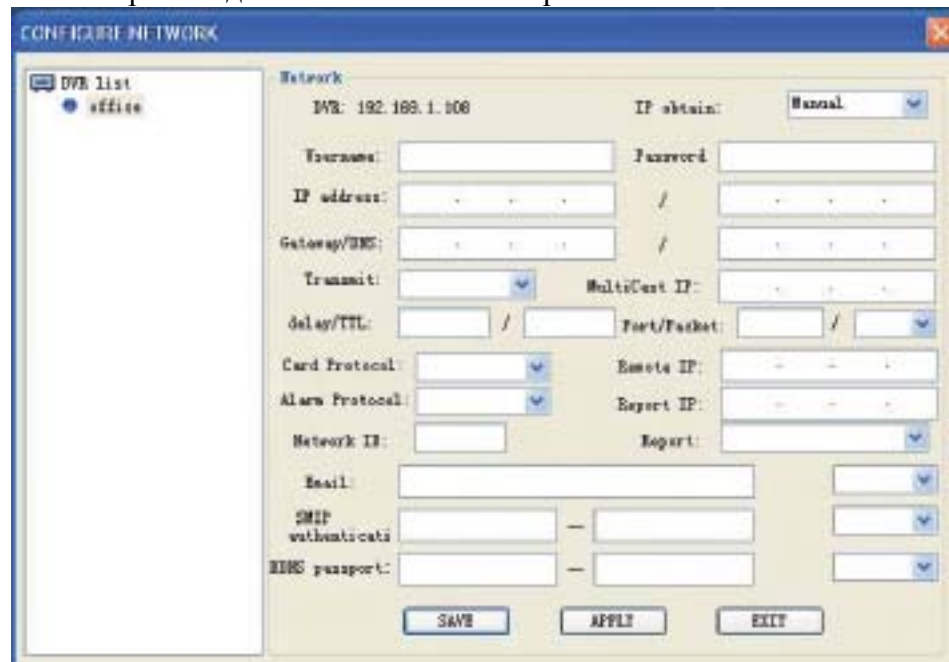 CONFIGURE NETWORK
DVR list
office
Network
DVR: 192.168.1.108
IP obtain: Manual
Username:
Password
IP address: /
Gateway/DNS: /
Transmit:
MultiCast IP:
delay/TTL: /
Port/Packet: /
Card Protocol:
Remote IP:
Alarm Protocol:
Report IP:
Network ID:
Report:
Email:
SMTP
authenticati —
DDNS passport: —
SAVE APPLY EXIT